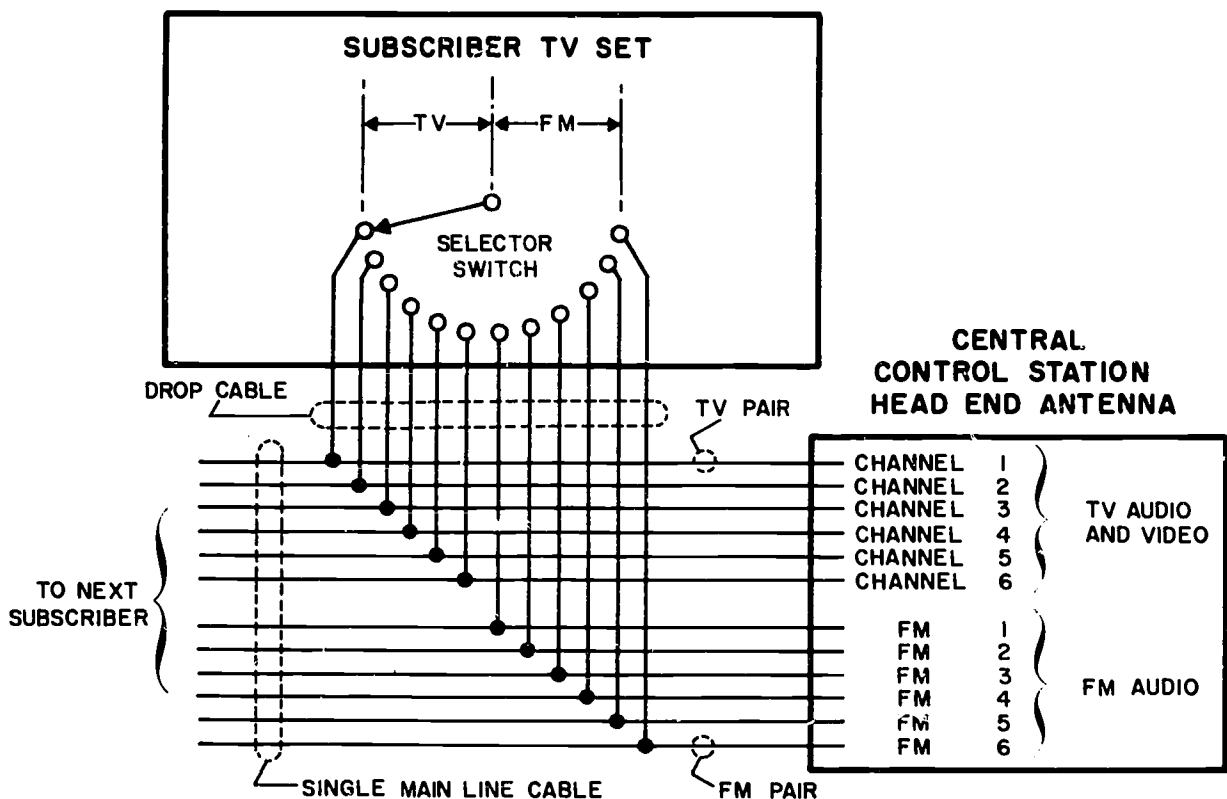 SUBSCRIBER TV SET
TV
FM
SELECTOR
SWITCH
CENTRAL
CONTROL STATION
HEAD END ANTENNA
DROP CABLE
TV PAIR
CHANNEL 1
CHANNEL 2
CHANNEL 3
CHANNEL 4
CHANNEL 5
CHANNEL 6
TV AUDIO
AND VIDEO
TO NEXT
SUBSCRIBER
FM 1
FM 2
FM 3
FM 4
FM 5
FM 6
FM AUDIO
SINGLE MAIN LINE CABLE
FM PAIR